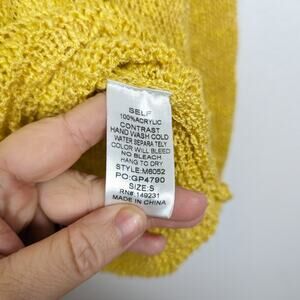 SELF
100%ACRYLIC
CONTRAST
HAND WASH COLD
WATER SEPARA TELY
COLOR WILL BLEED
NO BLEACH
HANG TO DRY
STYLE:M6052
PO:GP4790
SIZE:S
RN#:149231
MADE IN CHINA